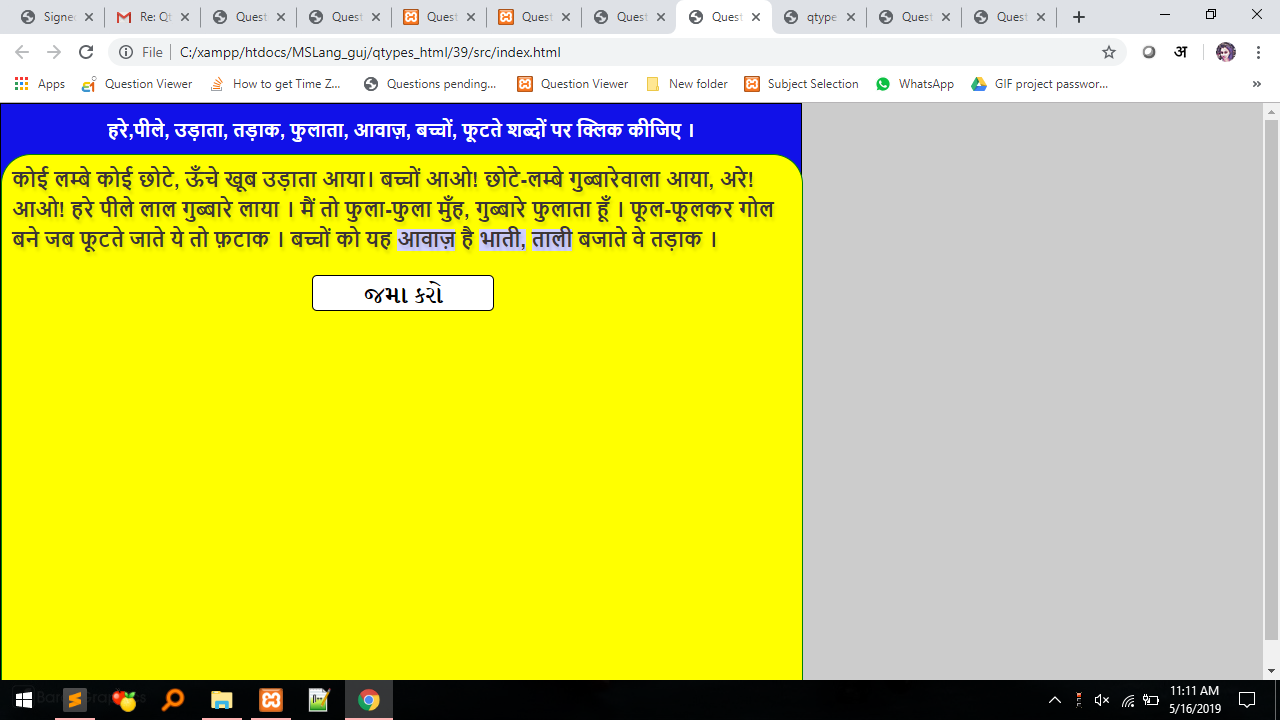 Signe
Re: Qt
Quest
Quest
Quest
Quest
Quest
Quest
qtype
Quest
Quest
File
C:/xampp/htdocs/MSLang_guj/qtypes_html/39/src/index.html
अ
Apps Question Viewer How to get Time Z... Questions pending... Question Viewer New folder Subject Selection WhatsApp GIF project passwor... »
हरे,पीले, उड़ाता, तड़ाक, फुलाता, आवाज़, बच्चों, फूटते शब्दों पर क्लिक कीजिए ।
कोई लम्बे कोई छोटे, ऊँचे खूब उड़ाता आया। बच्चों आओ! छोटे-लम्बे गुब्बारेवाला आया, अरे!
आओ! हरे पीले लाल गुब्बारे लाया । मैं तो फुला-फुला मुँह, गुब्बारे फुलाता हूँ । फूल-फूलकर गोल
बने जब फूटते जाते ये तो फ़टाक । बच्चों को यह आवाज़ है भाती, ताली बजाते वे तड़ाक ।
જમા કરો
11:11 AM
5/16/2019